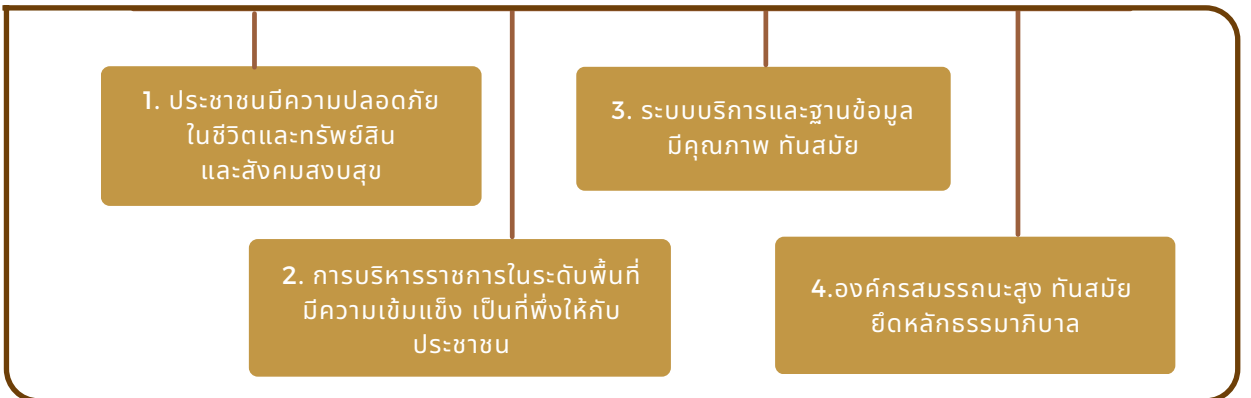 1. ประชาชนมีความปลอดภัย
ในชีวิตและทรัพย์สิน
และสังคมสงบสุข
2. การบริหารราชการในระดับพื้นที่
มีความเข้มแข็ง เป็นที่พึ่งให้กับ
ประชาชน
3. ระบบบริการและฐานข้อมูล
มีคุณภาพ ทันสมัย
4.องค์กรสมรรถนะสูง ทันสมัย
ยึดหลักธรรมาภิบาล